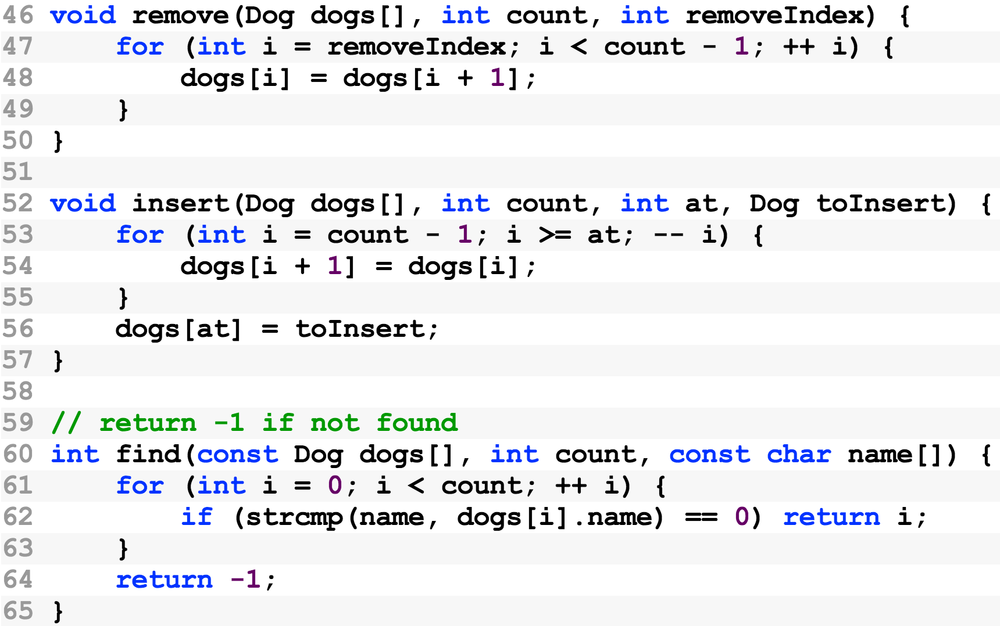 46 void remove(Dog dogs[], int count, int removeIndex) {
47     for (int i = removeIndex; i < count - 1; ++ i) {
48         dogs[i] = dogs[i + 1];
49     }
50 }
51
52 void insert(Dog dogs[], int count, int at, Dog toInsert) {
53     for (int i = count - 1; i >= at; -- i) {
54         dogs[i + 1] = dogs[i];
55     }
56     dogs[at] = toInsert;
57 }
58
59 // return -1 if not found
60 int find(const Dog dogs[], int count, const char name[]) {
61     for (int i = 0; i < count; ++ i) {
62         if (strcmp(name, dogs[i].name) == 0) return i;
63     }
64     return -1;
65 }